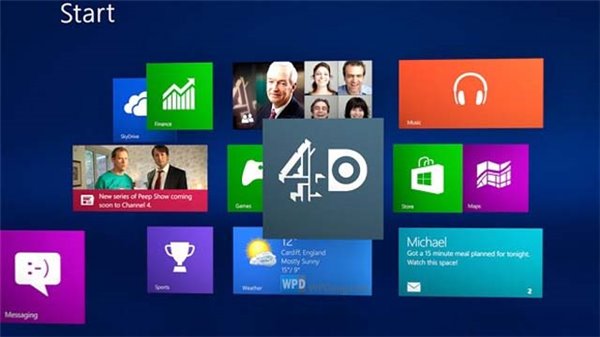 Start
SkyDrive
Finance
Music
New series of Peep Show coming
soon to Channel 4.
Games
4
D
Store
Maps
:-)
Messaging
Sports
12°
Cardiff, England
Mostly Sunny
15°/ 9°
Weather
WPD
Michael
Got a 15 minute meal planned for tonight.
Watch this space!
2